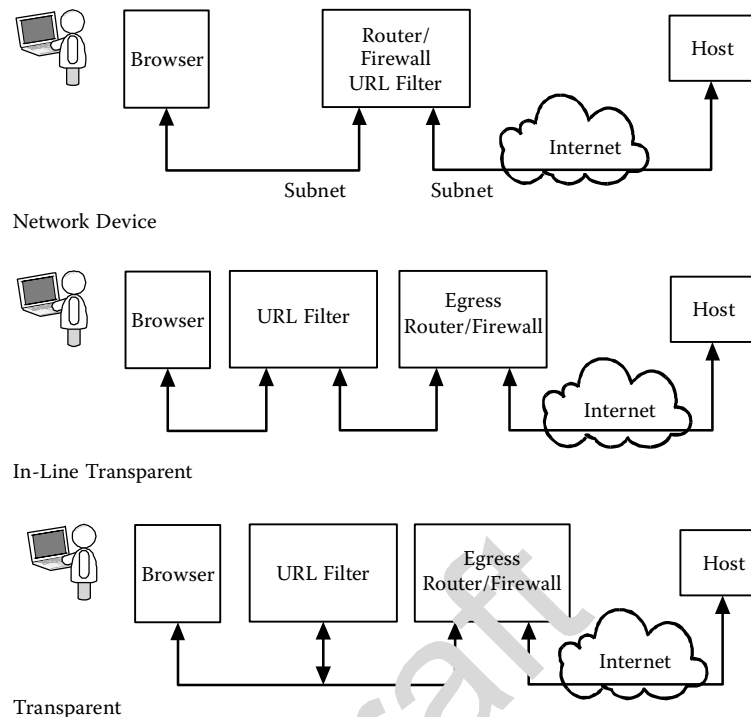 Browser
Router/
Firewall
URL Filter
Host
Internet
Subnet
Subnet
Network Device
Browser
URL Filter
Egress
Router/Firewall
Host
Internet
In-Line Transparent
Browser
URL Filter
Egress
Router/Firewall
Host
Internet
Transparent